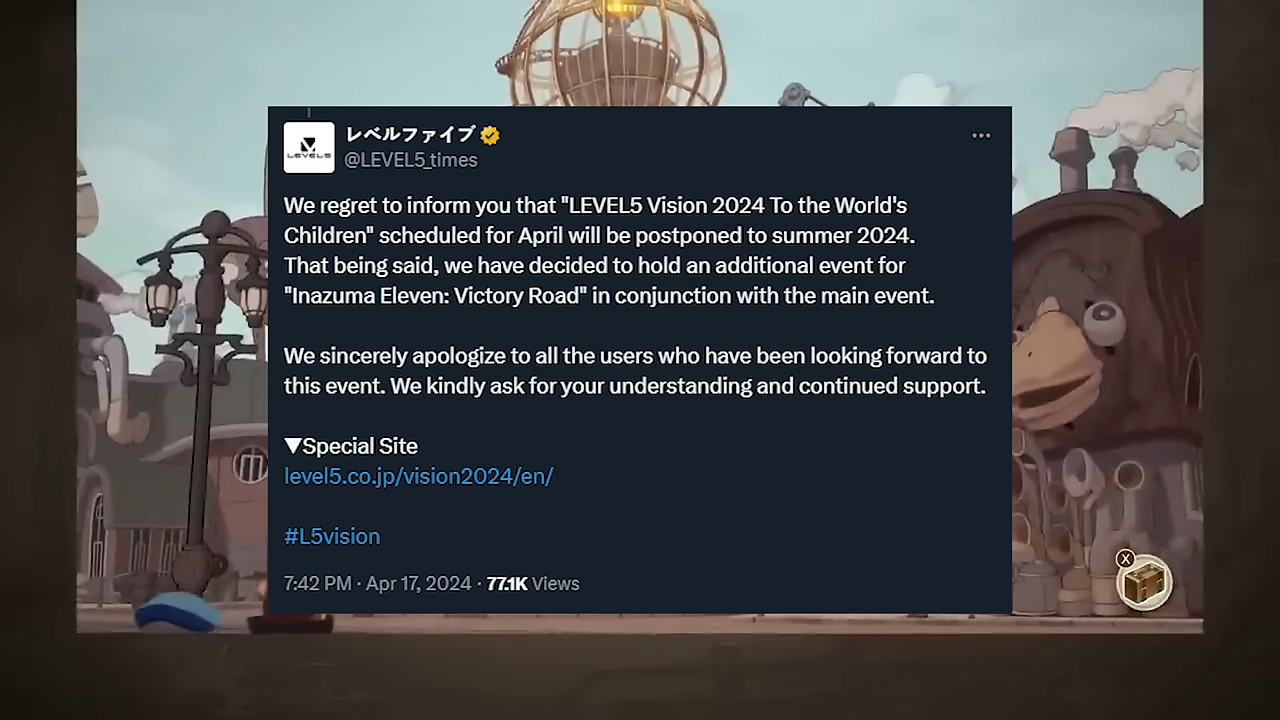 レベルファイブ
LEVEL5
@LEVEL5_times
We regret to inform you that "LEVEL5 Vision 2024 To the World's
Children" scheduled for April will be postponed to summer 2024.
That being said, we have decided to hold an additional event for
"Inazuma Eleven: Victory Road" in conjunction with the main event.
We sincerely apologize to all the users who have been looking forward to
this event. We kindly ask for your understanding and continued support.
▼Special Site
level5.co.jp/vision2024/en/
#L5vision
X
7:42 PM · Apr 17, 2024 · 77.1K Views